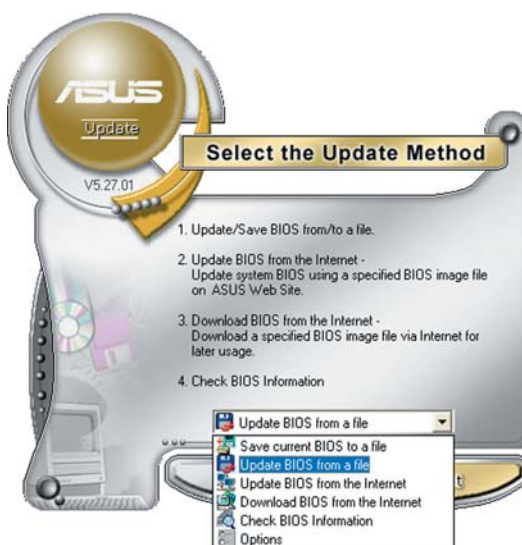 ASUS
Update
V5.27.01
Select the Update Method
1. Update/Save BIOS from/to a file.
2. Update BIOS from the Internet -
Update system BIOS using a specified BIOS image file
on ASUS Web Site.
3. Download BIOS from the Internet -
Download a specified BIOS image file via Internet for
later usage.
4. Check BIOS Information
Update BIOS from a file
Save current BIOS to a file
Update BIOS from a file
Update BIOS from the Internet
Download BIOS from the Internet
Check BIOS Information
Options